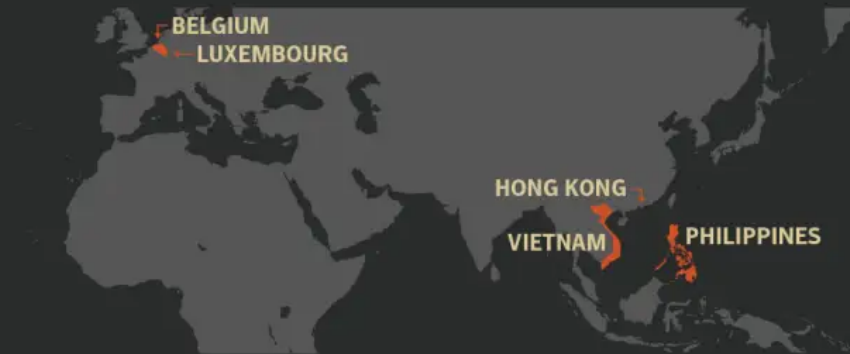 BELGIUM
LUXEMBOURG
HONG KONG
VIETNAM
PHILIPPINES